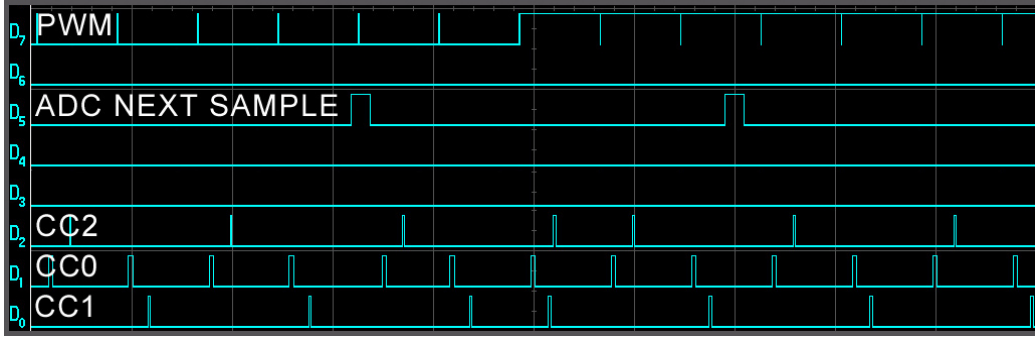 D7 PWM
D6
D5 ADC NEXT SAMPLE
D4
D3
D2 CC2
D1 CC0
D0 CC1